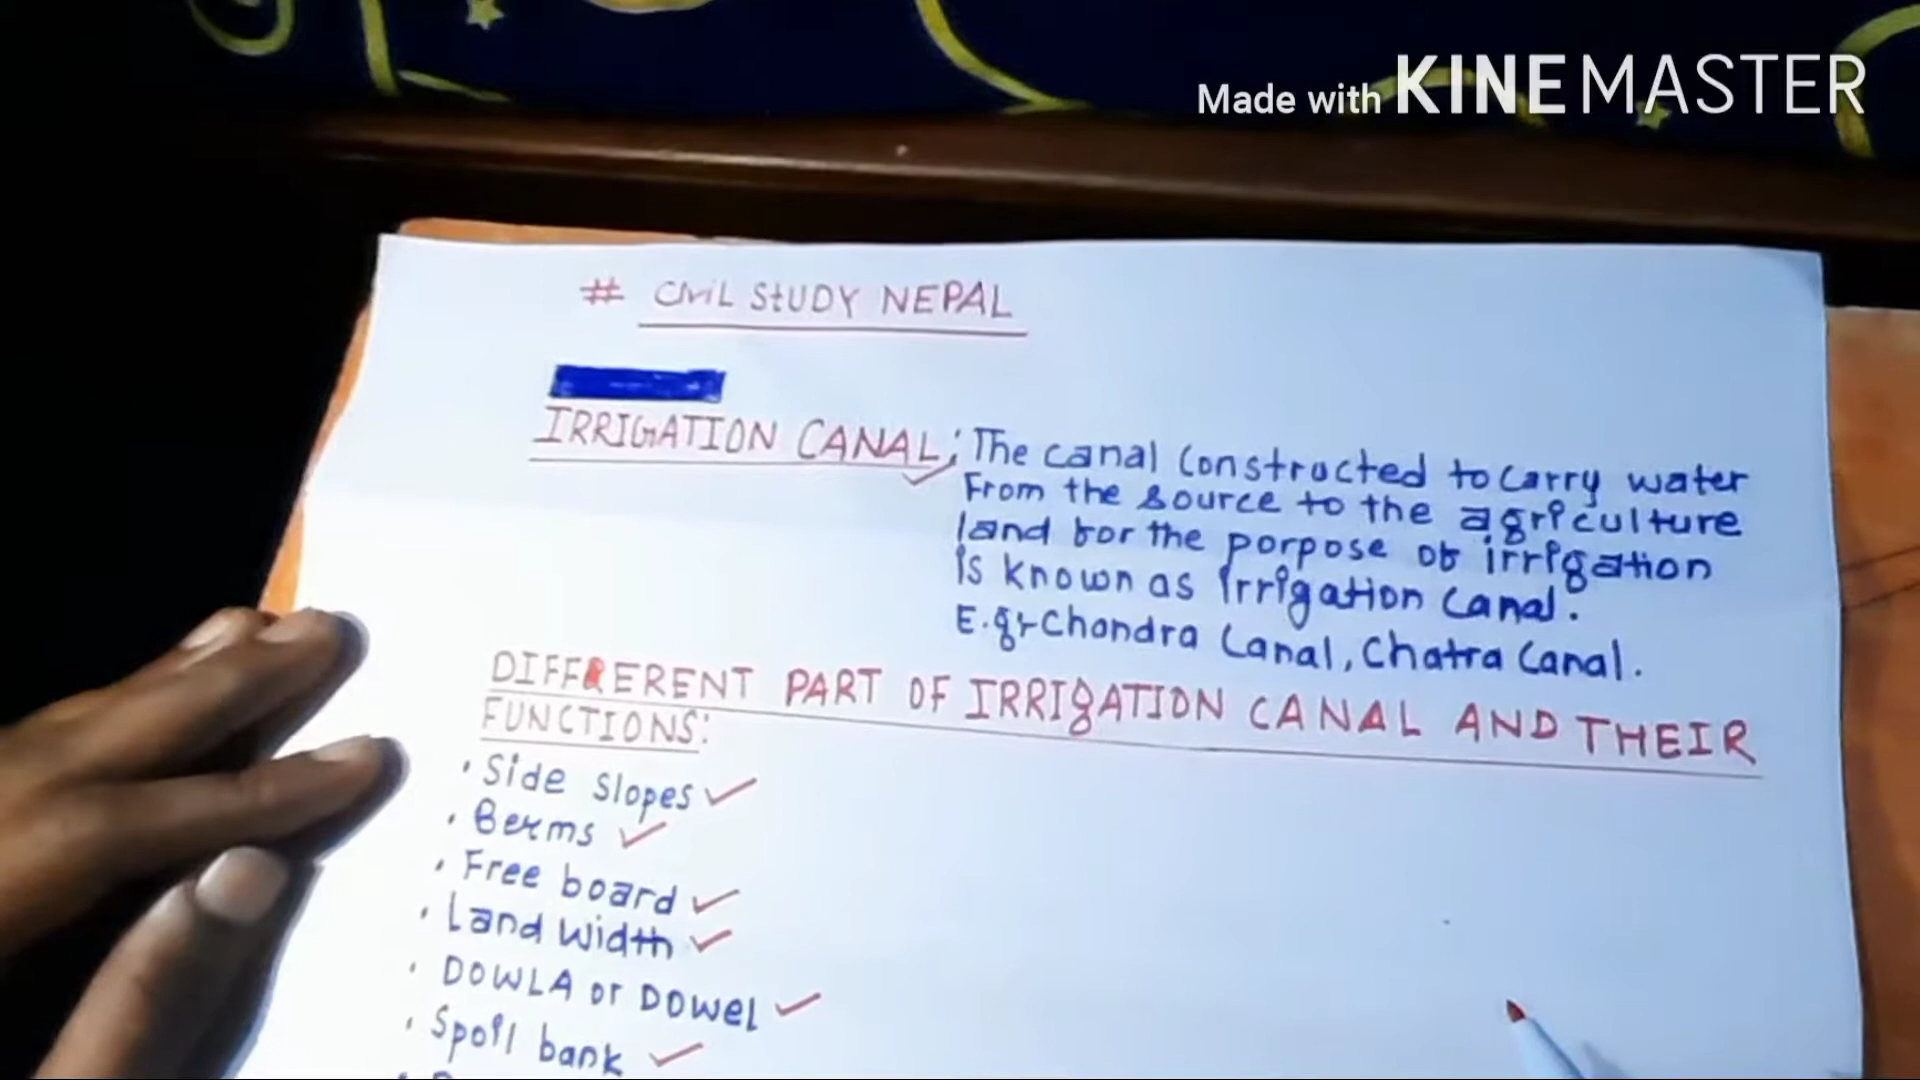 Made with KINEMASTER
# CIVIL STUDY NEPAL
IRRIGATION CANAL: The canal constructed to carry water
From the source to the agriculture
land for the porpose of irrigation
is known as irrigation canal.
E.g:- Chandra Canal, Chatra Canal.
DIFFERENT PART OF IRRIGATION CANAL AND THEIR
FUNCTIONS:
• Side slopes ✓
• Berms ✓
• Free board ✓
• Land Width ✓
• DOWLA or DOWEL ✓
• Spoil bank ✓